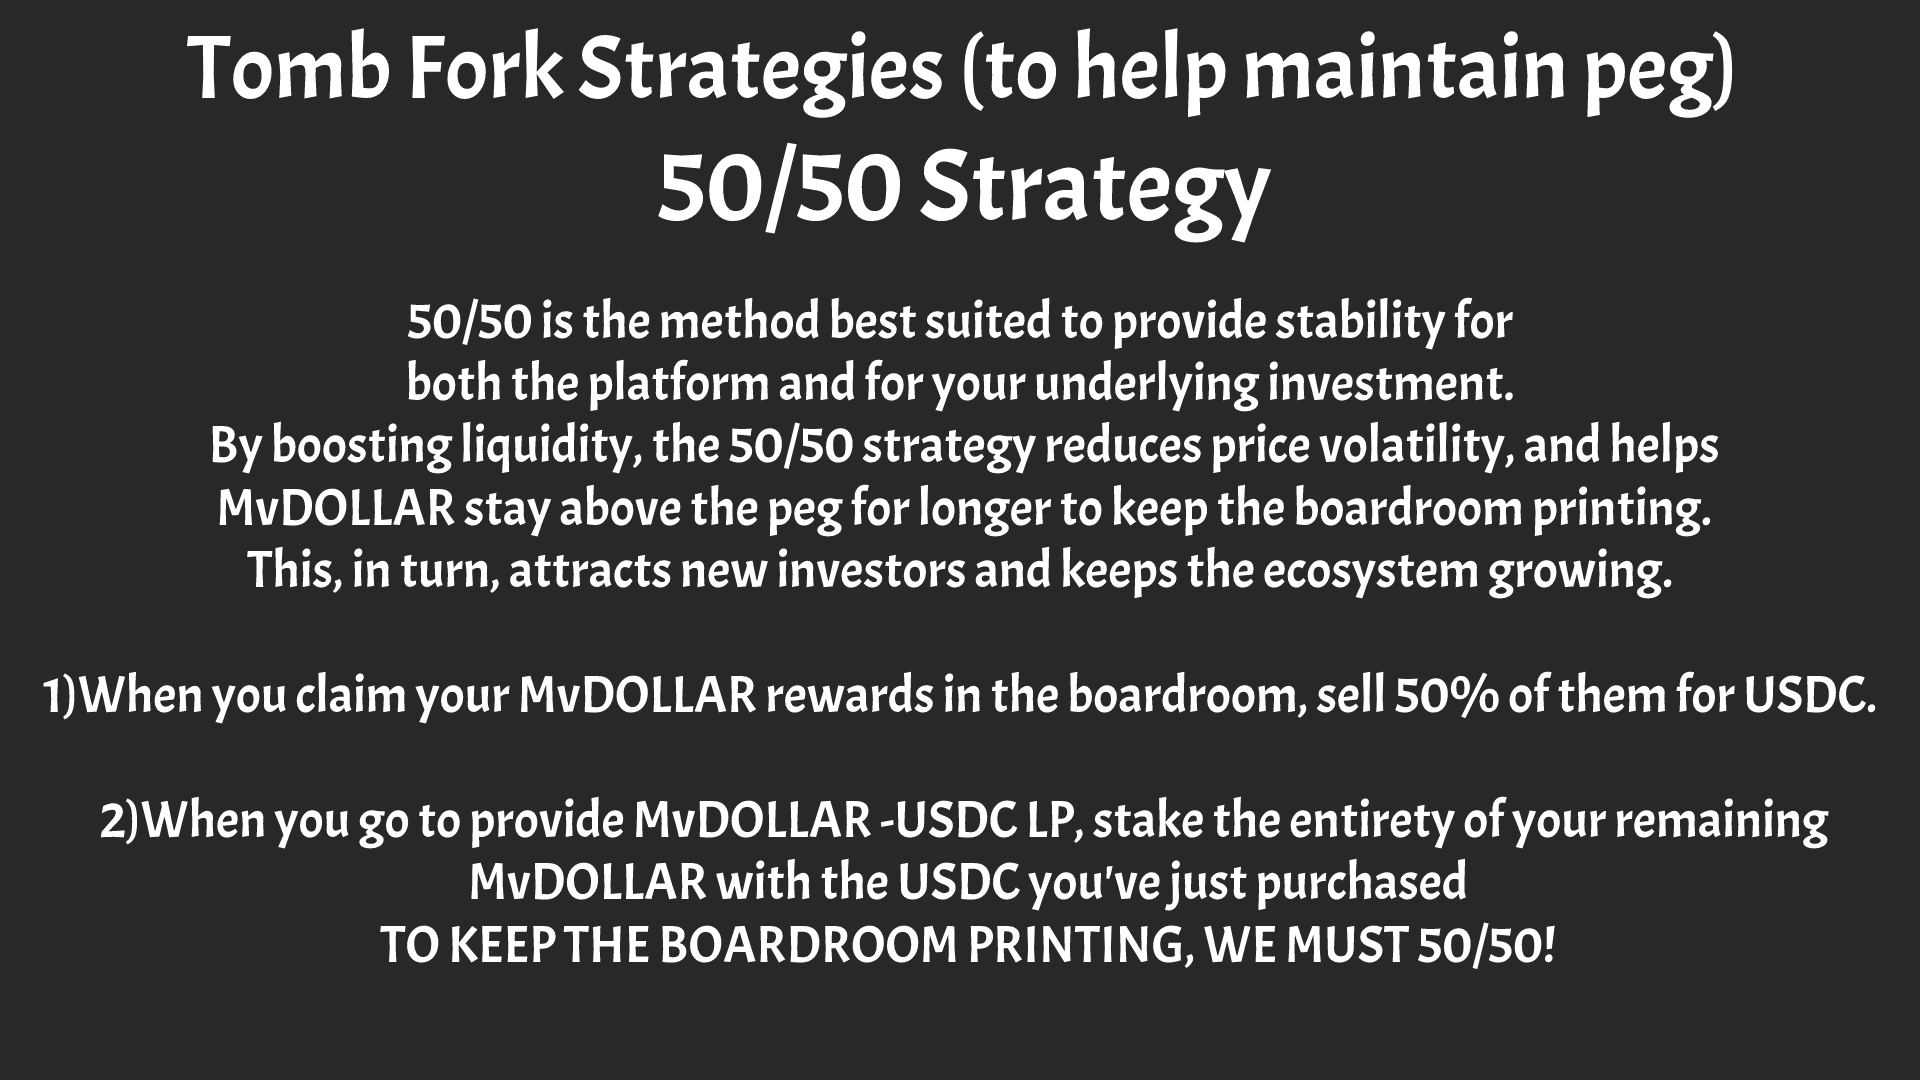 Tomb Fork Strategies (to help maintain peg)
50/50 Strategy
50/50 is the method best suited to provide stability for
both the platform and for your underlying investment.
By boosting liquidity, the 50/50 strategy reduces price volatility, and helps
MvDOLLAR stay above the peg for longer to keep the boardroom printing.
This, in turn, attracts new investors and keeps the ecosystem growing.
1)When you claim your MvDOLLAR rewards in the boardroom, sell 50% of them for USDC.
2)When you go to provide MvDOLLAR -USDC LP, stake the entirety of your remaining
MvDOLLAR with the USDC you've just purchased
TO KEEP THE BOARDROOM PRINTING, WE MUST 50/50!